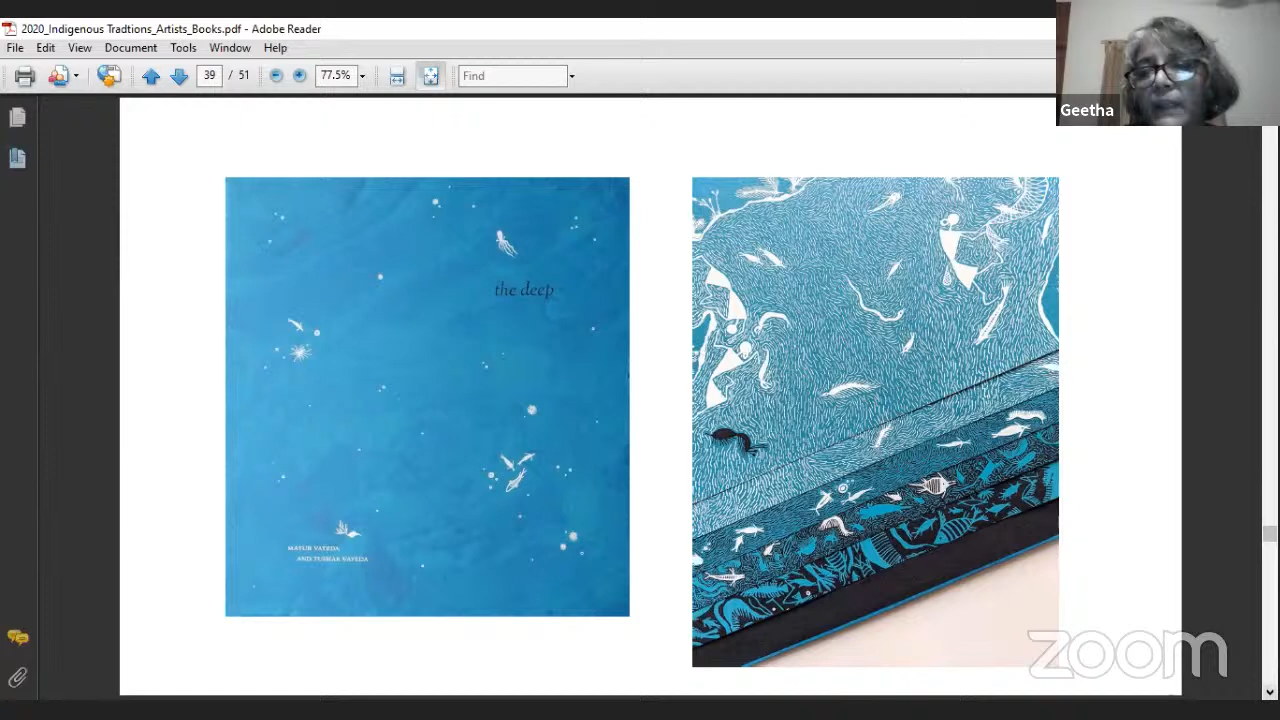 2020_Indigenous Tradtions_Artists_Books.pdf - Adobe Reader
File Edit View Document Tools Window Help
39 / 51 77.5% Find
Geetha
the deep
MAYUR VAYEDA
AND TUSHAR VAYEDA
zoom